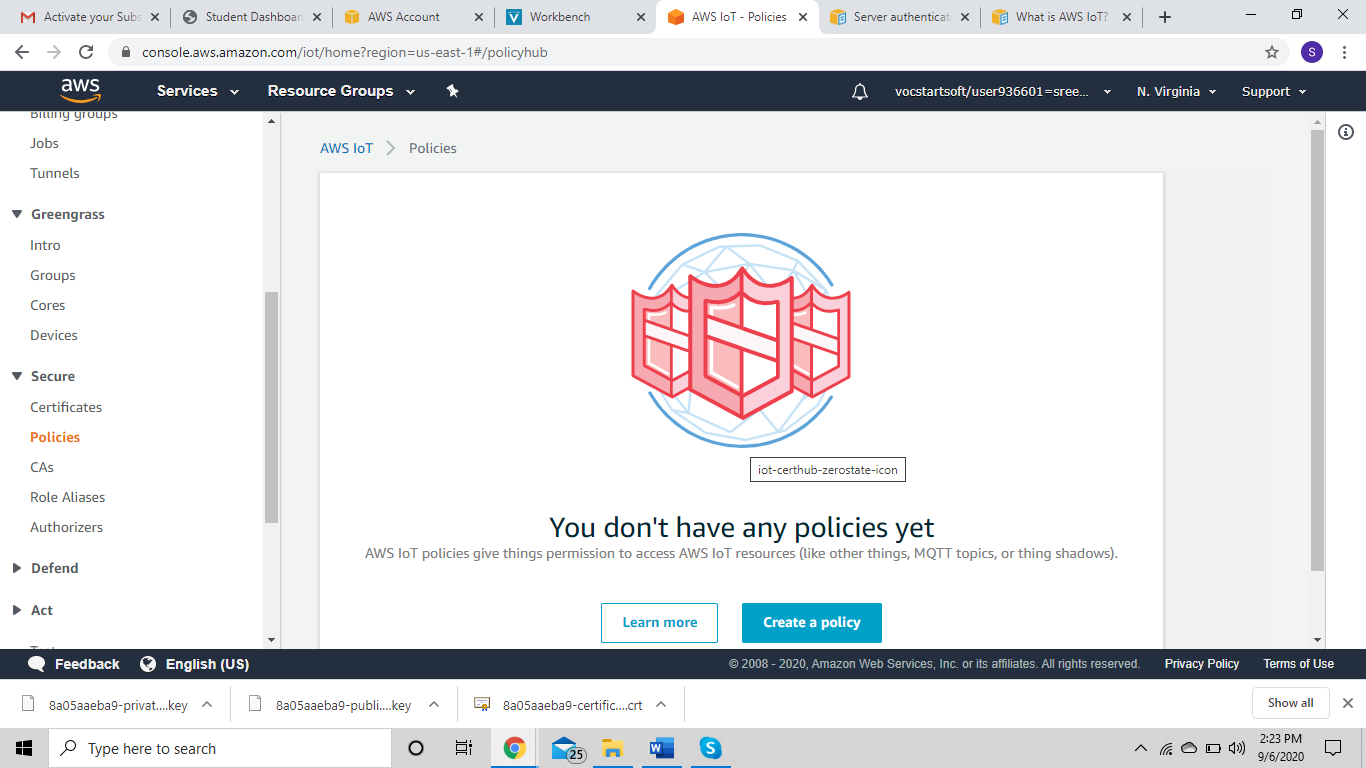 Activate your Subs
Student Dashboard
AWS Account
Workbench
AWS IoT - Policies
Server authenticat
What is AWS IoT?
console.aws.amazon.com/iot/home?region=us-east-1#/policyhub
S
aws
Services
Resource Groups
vocstartsoft/user936601=sree...
N. Virginia
Support
Billing groups
Jobs
Tunnels
Greengrass
Intro
Groups
Cores
Devices
Secure
Certificates
Policies
CAs
Role Aliases
Authorizers
Defend
Act
AWS IoT
Policies
iot-certhub-zerostate-icon
You don't have any policies yet
AWS IoT policies give things permission to access AWS IoT resources (like other things, MQTT topics, or thing shadows).
Learn more
Create a policy
Feedback
English (US)
© 2008 - 2020, Amazon Web Services, Inc. or its affiliates. All rights reserved.
Privacy Policy
Terms of Use
8a05aaeba9-privat....key
8a05aaeba9-publi....key
8a05aaeba9-certific....crt
Show all
Type here to search
25
2:23 PM
9/6/2020